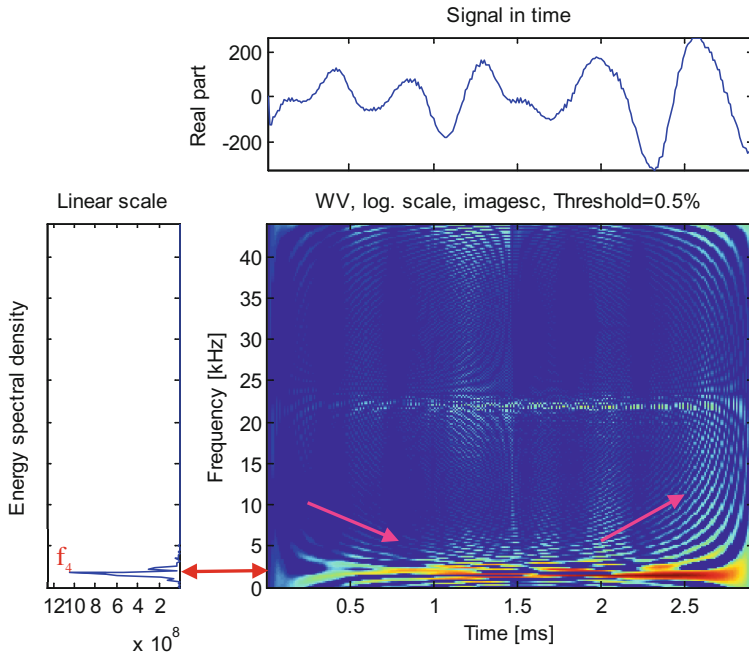 Signal in time
Real part
200
0
-200
Linear scale
WV, log. scale, imagesc, Threshold=0.5%
Energy spectral density
f4
12 10 8 6 4 2
x 10^8
Frequency [kHz]
40
35
30
25
20
15
10
5
0
0.5 1 1.5 2 2.5
Time [ms]